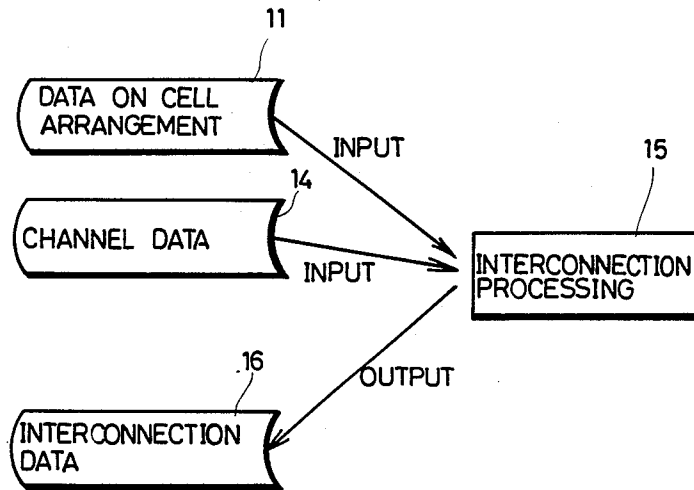 11
DATA ON CELL
ARRANGEMENT
INPUT
14
15
CHANNEL DATA
INPUT
INTERCONNECTION
PROCESSING
16
OUTPUT
INTERCONNECTION
DATA